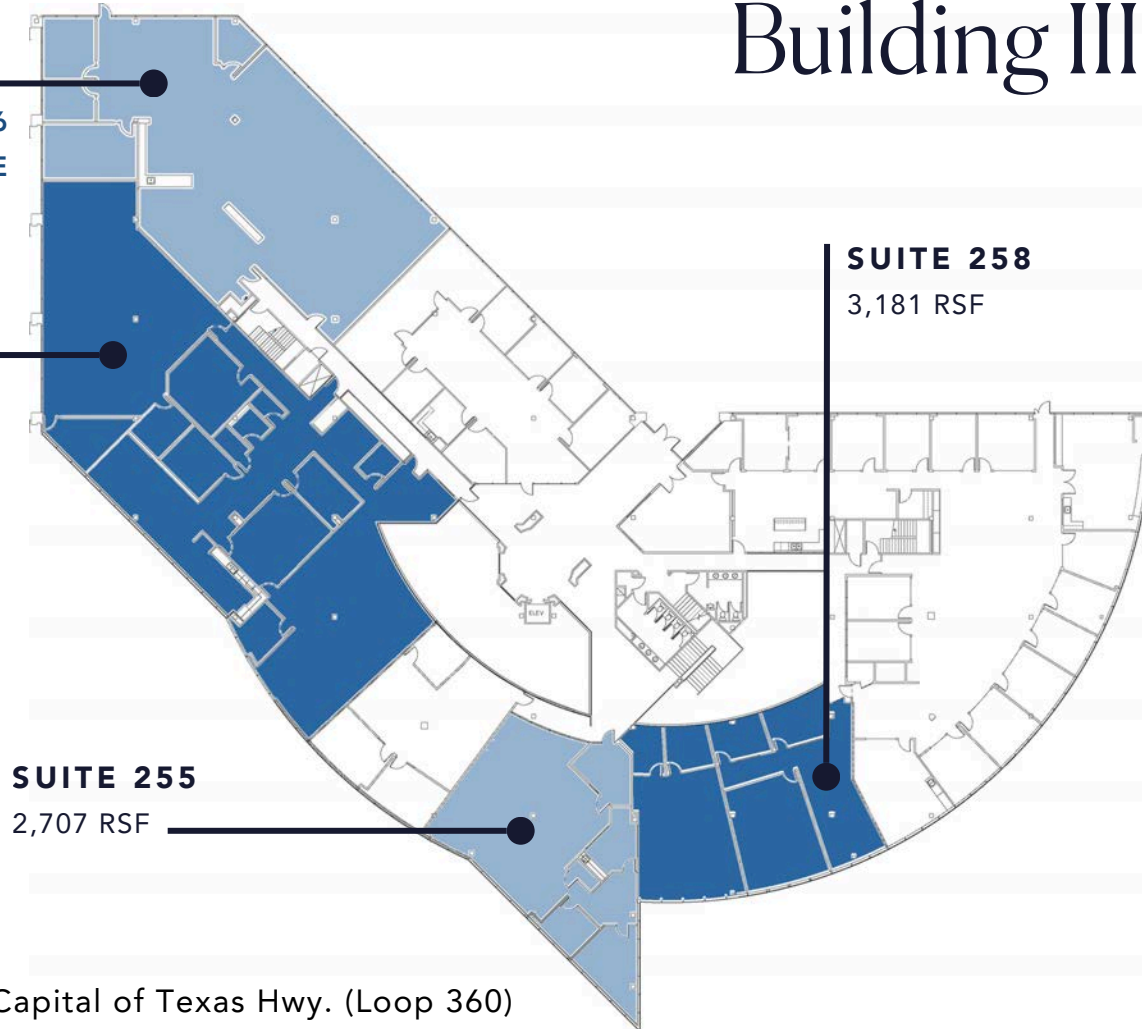 Building III
6
E
SUITE 258
3,181 RSF
ELEV
SUITE 255
2,707 RSF
Capital of Texas Hwy. (Loop 360)